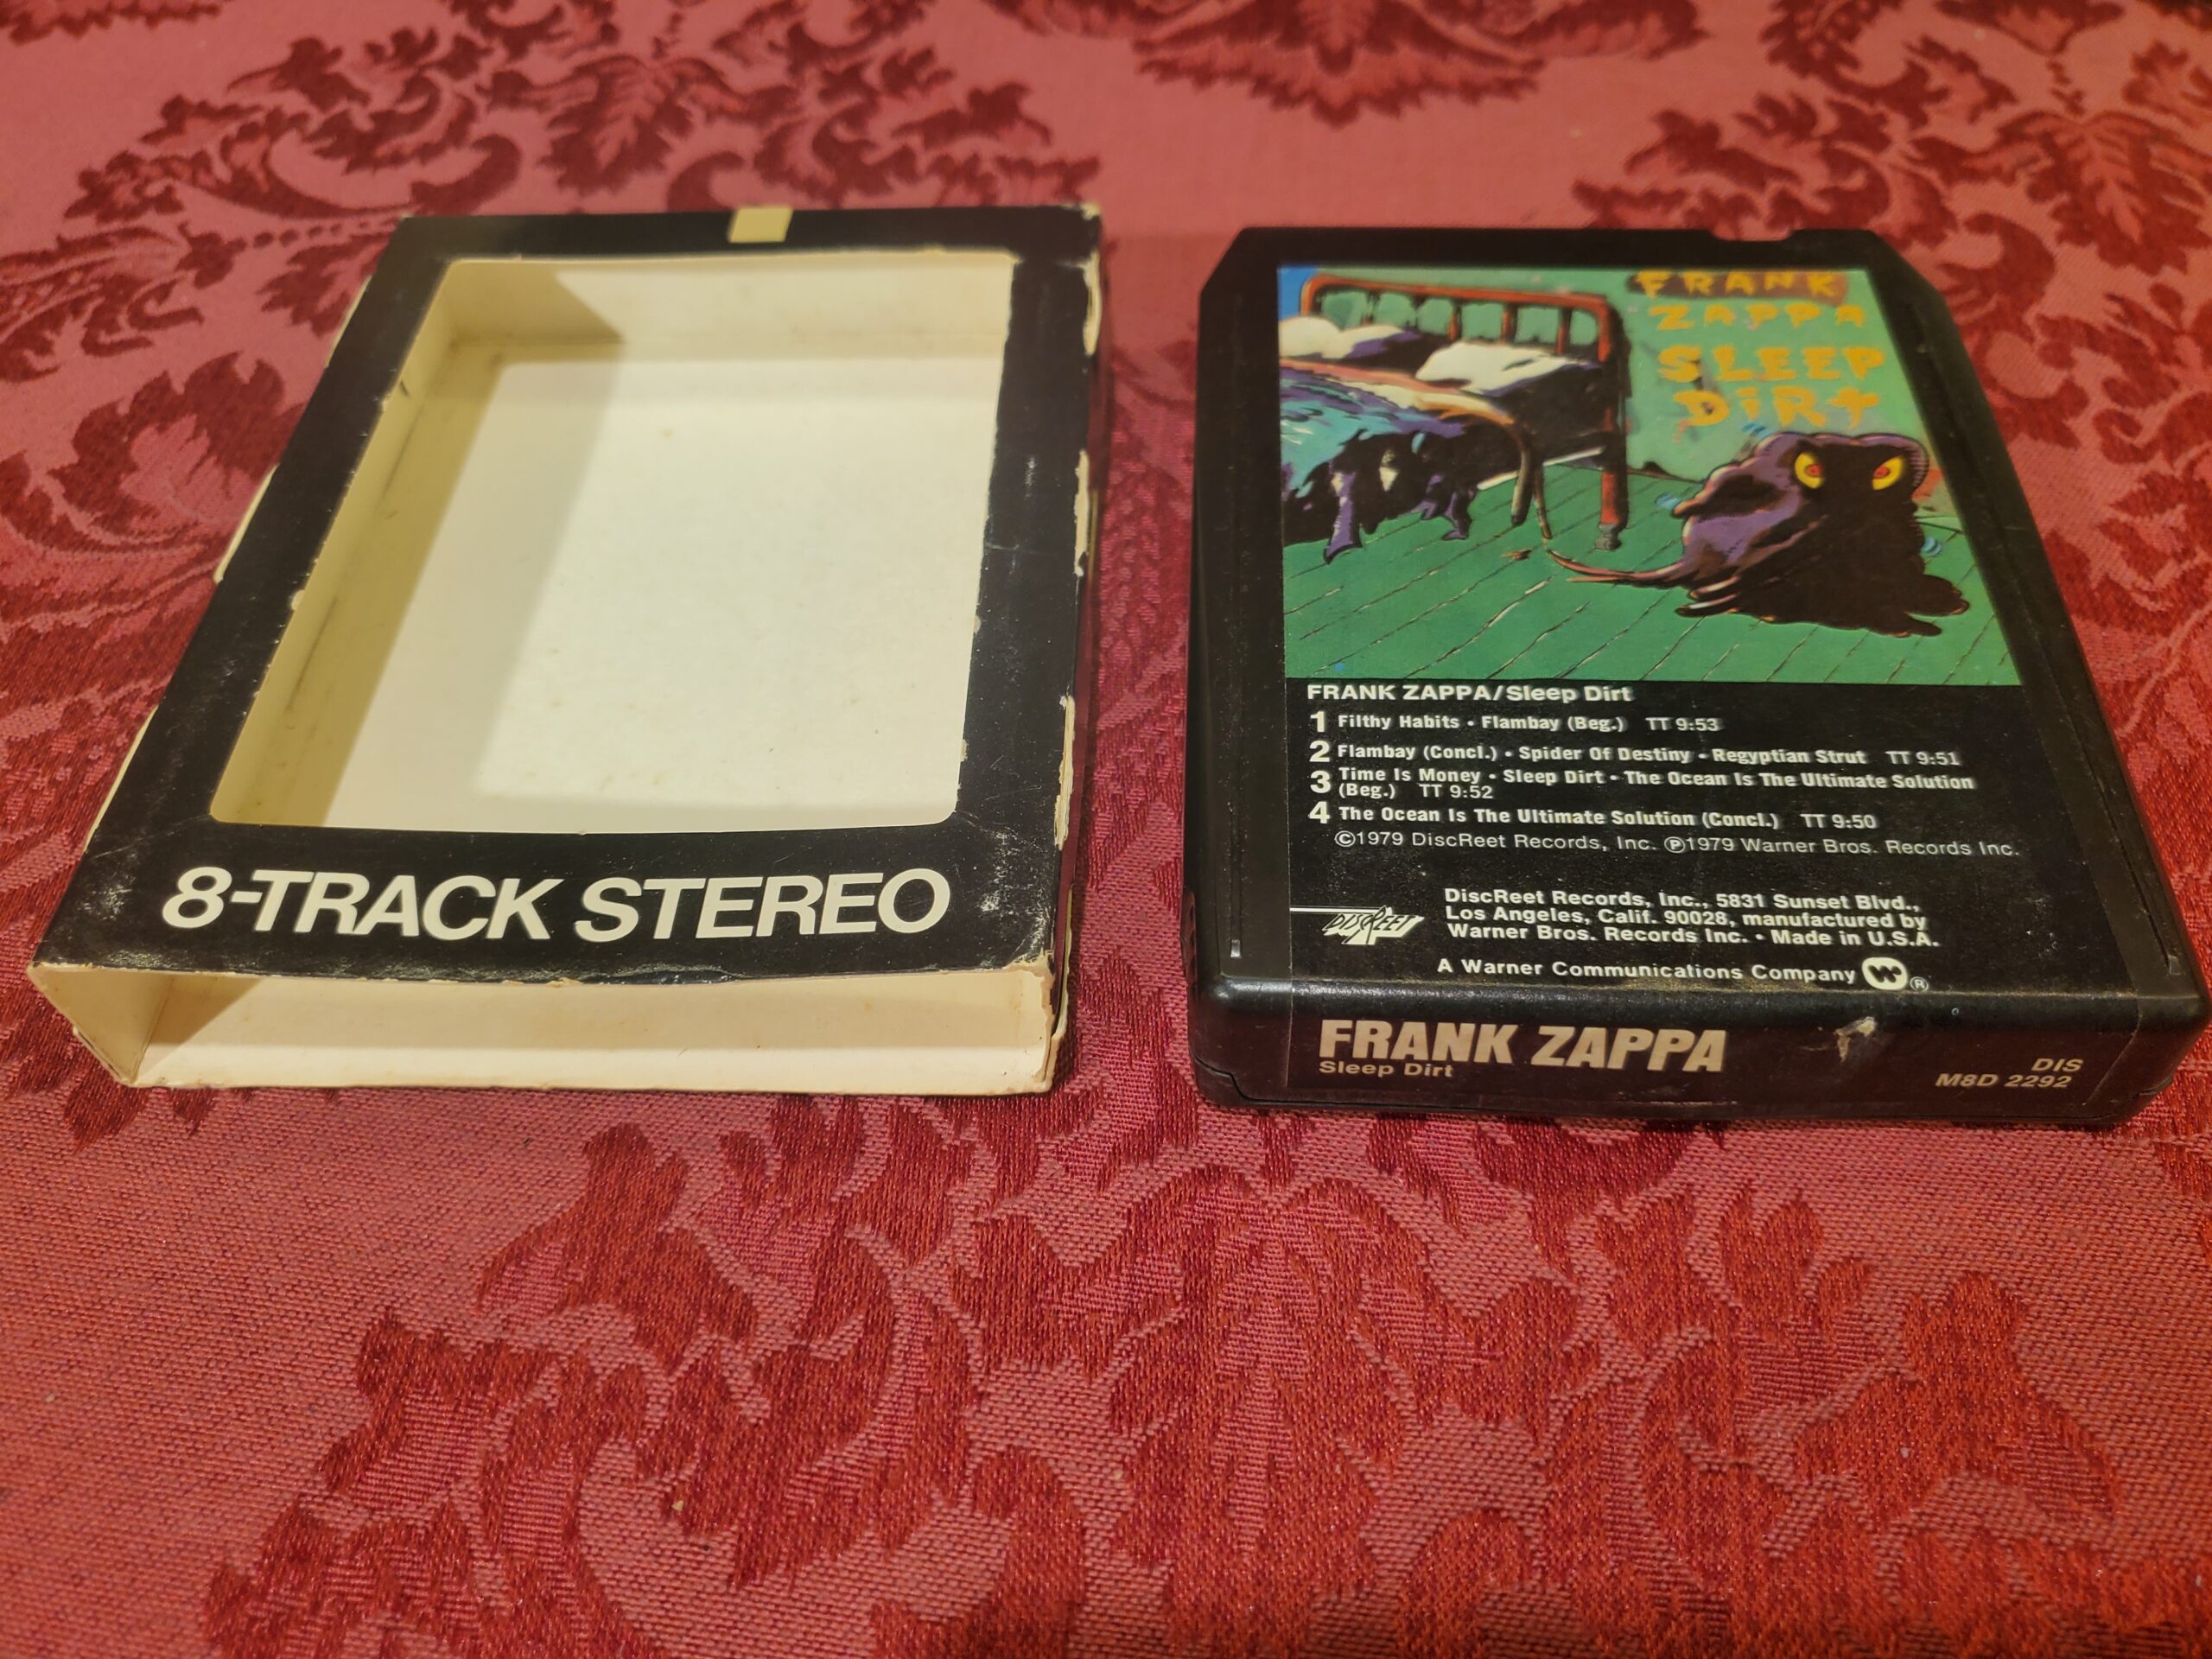 8-TRACK STEREO
FRANK
ZAPPA
SLEEP
DiRt
FRANK ZAPPA/Sleep Dirt
1 Filthy Habits • Flambay (Beg.) TT 9:53
2 Flambay (Concl.) • Spider Of Destiny • Regyptian Strut TT 9:51
3 Time Is Money • Sleep Dirt • The Ocean Is The Ultimate Solution
(Beg.) TT 9:52
4 The Ocean Is The Ultimate Solution (Concl.) TT 9:50
©1979 DiscReet Records, Inc. ℗1979 Warner Bros. Records Inc.
DISCREET
DiscReet Records, Inc., 5831 Sunset Blvd.,
Los Angeles, Calif. 90028, manufactured by
Warner Bros. Records Inc. • Made in U.S.A.
A Warner Communications Company W ®
FRANK ZAPPA
Sleep Dirt
DIS
M8D 2292